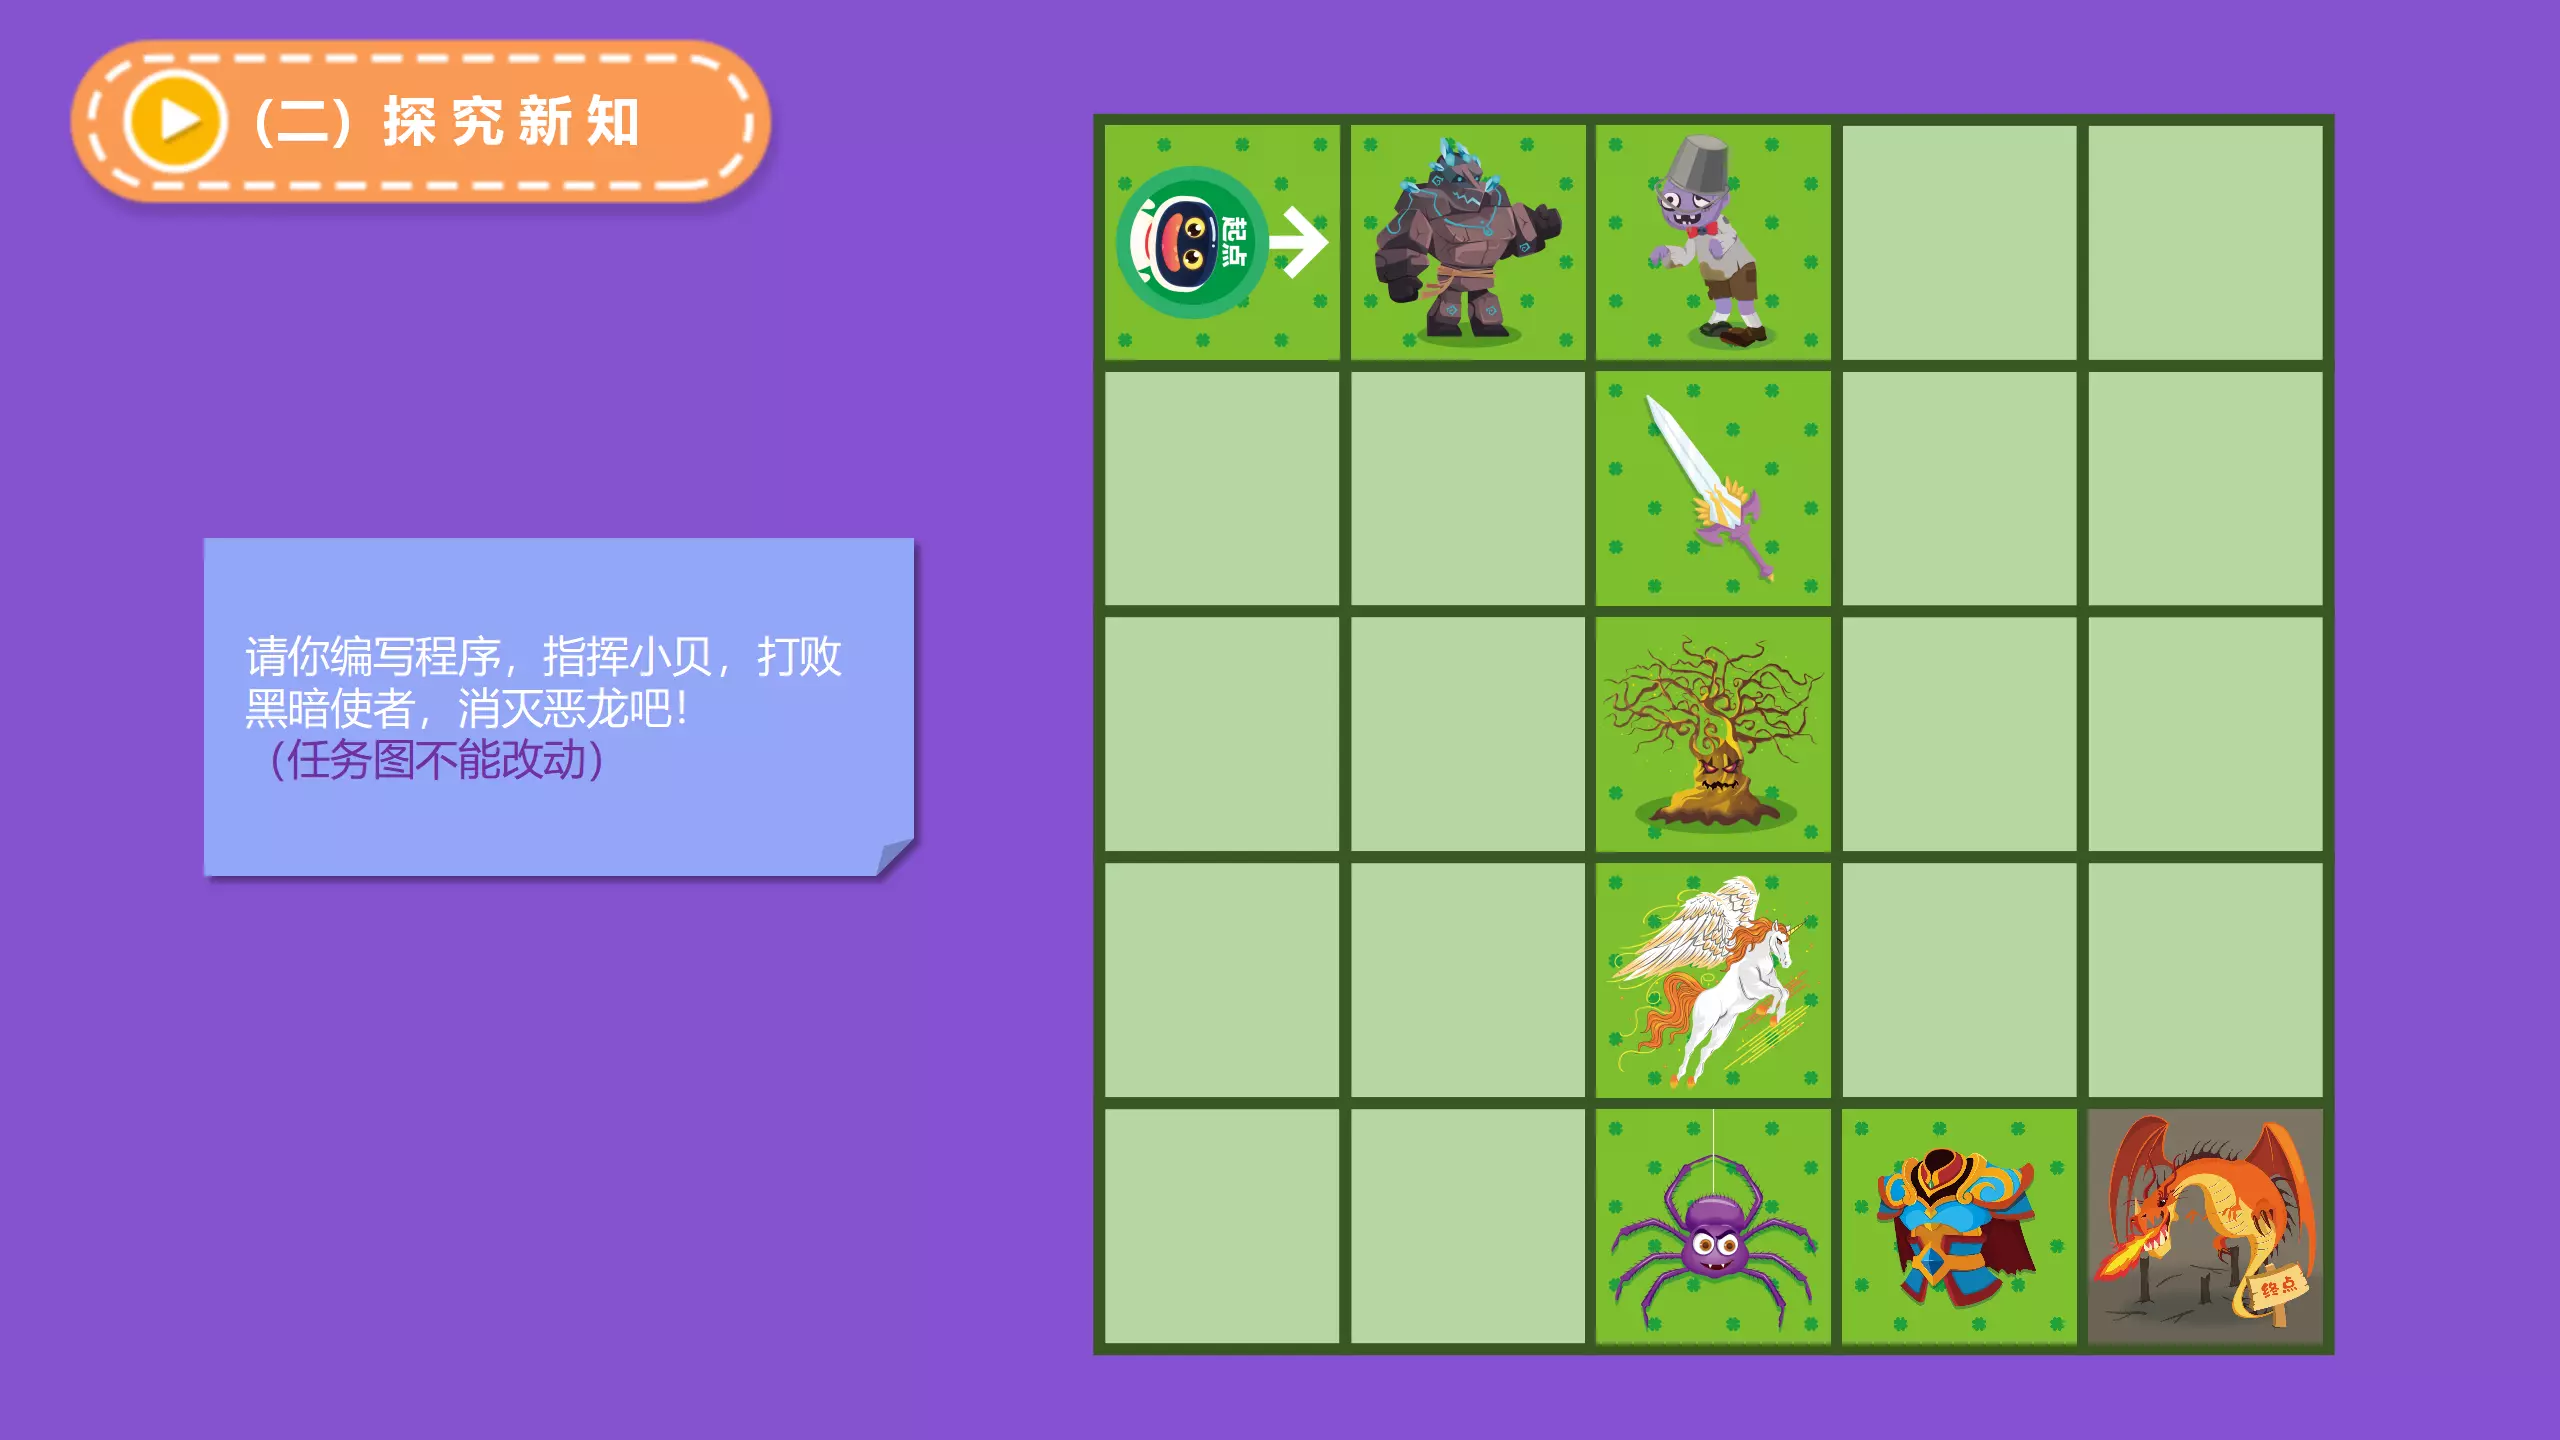 (二) 探究新知
起点
请你编写程序，指挥小贝，打败
黑暗使者，消灭恶龙吧！
（任务图不能改动）
终点